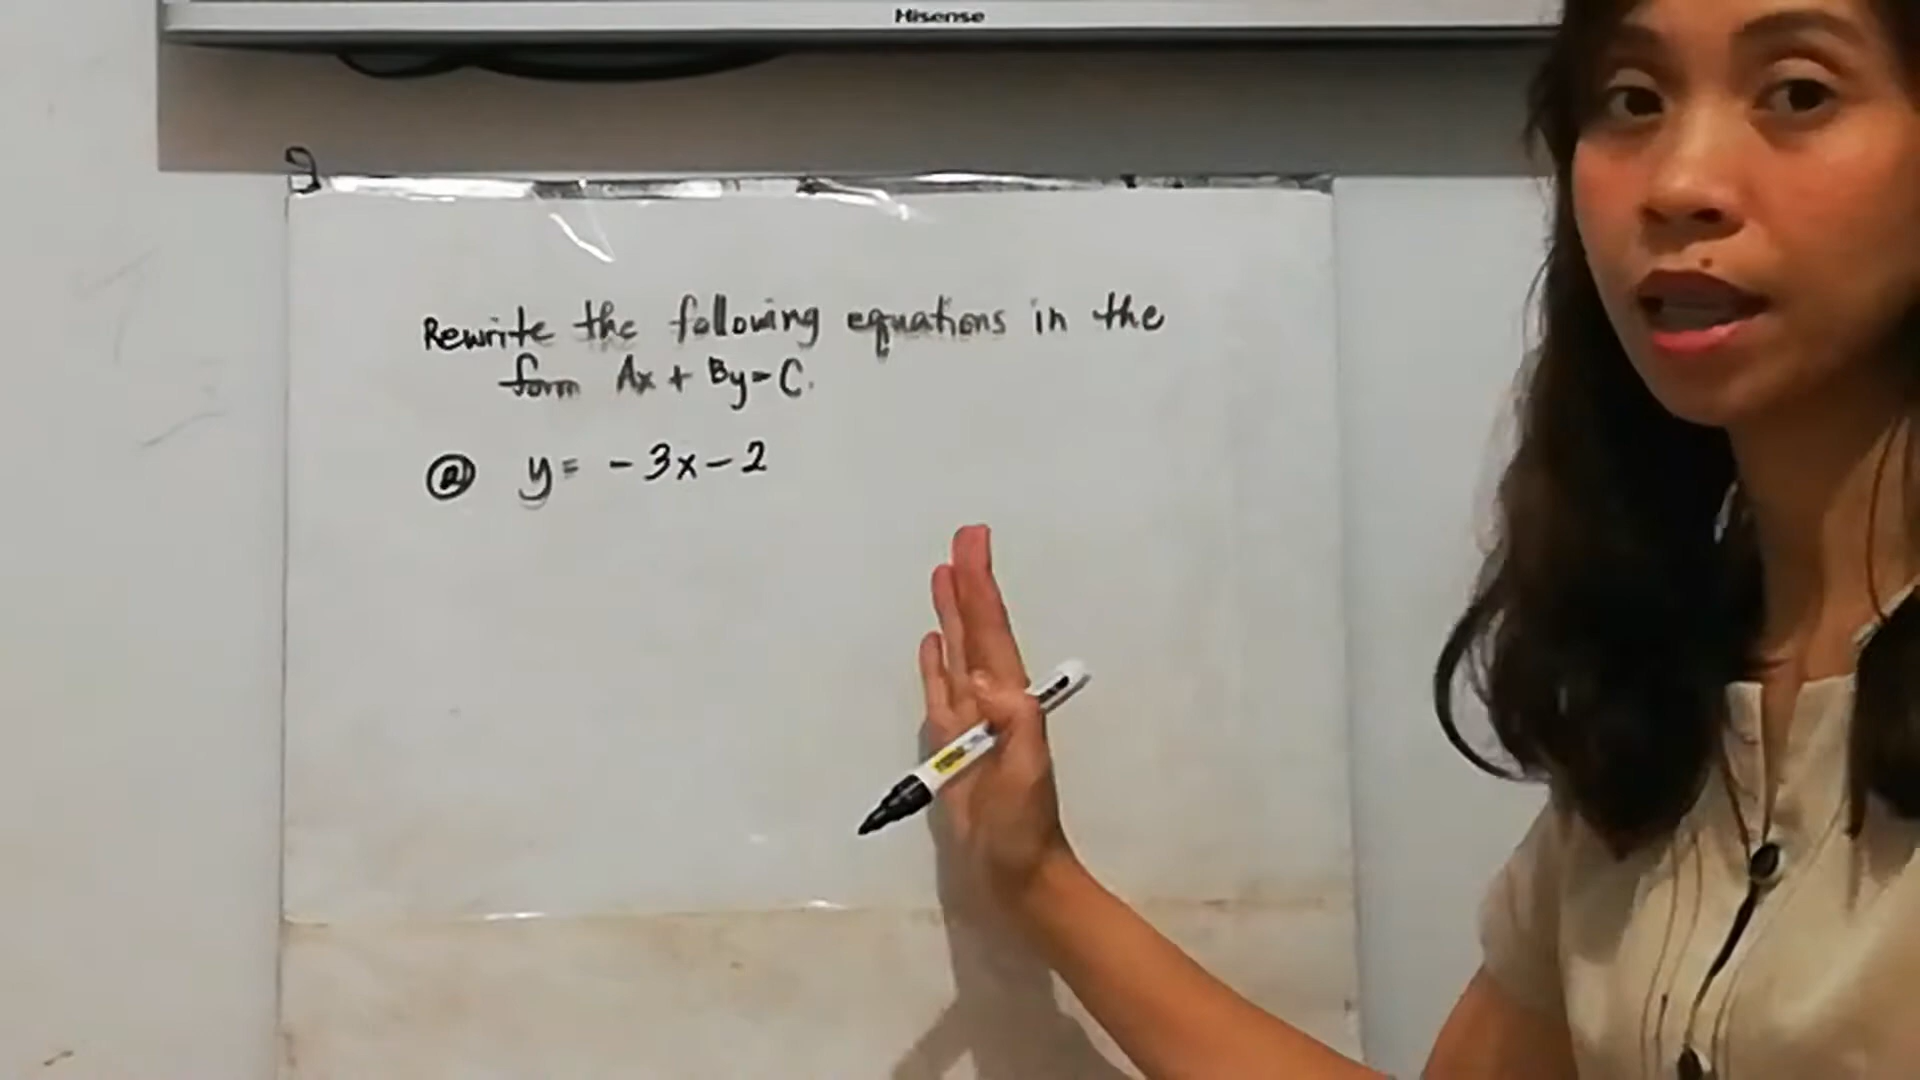 Hisense
Rewrite the following equations in the
form Ax + By = C.
ⓐ y = - 3x - 2